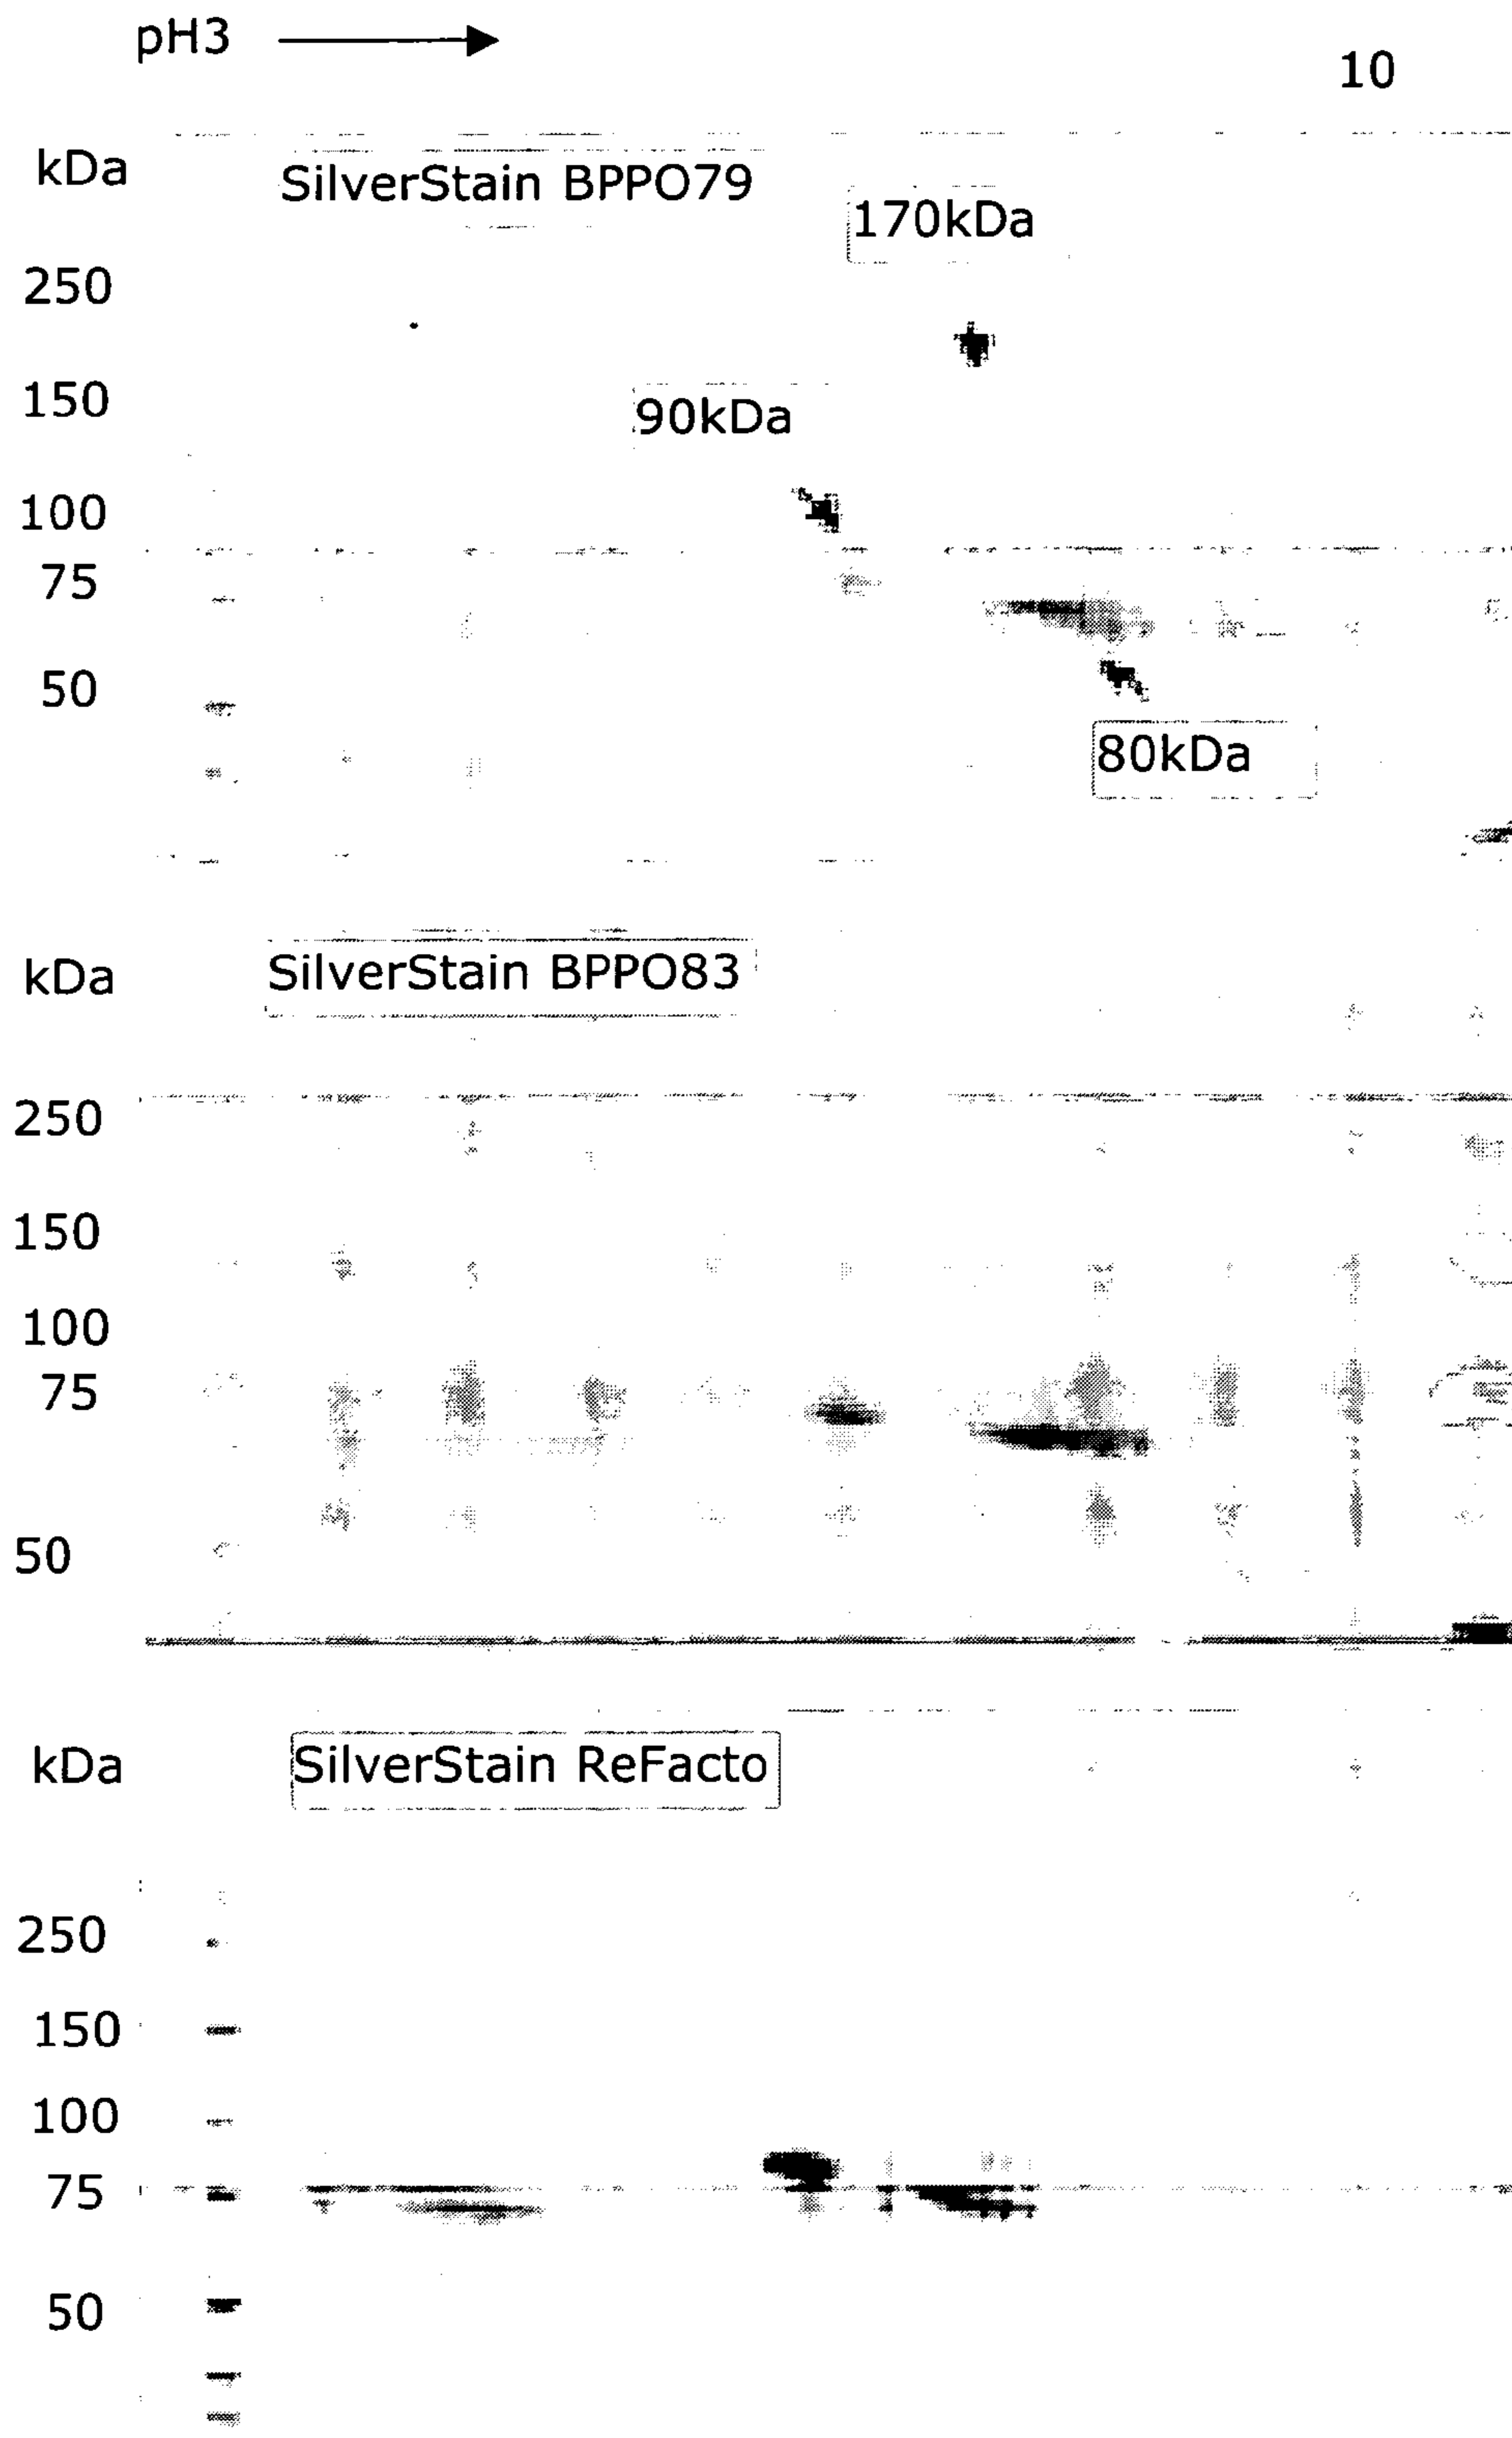 pH3
10
kDa
SilverStain BPPO79
170kDa
250
150
90kDa
100
75
50
80kDa
kDa
SilverStain BPPO83
250
150
100
75
50
kDa
SilverStain ReFacto
250
150
100
75
50